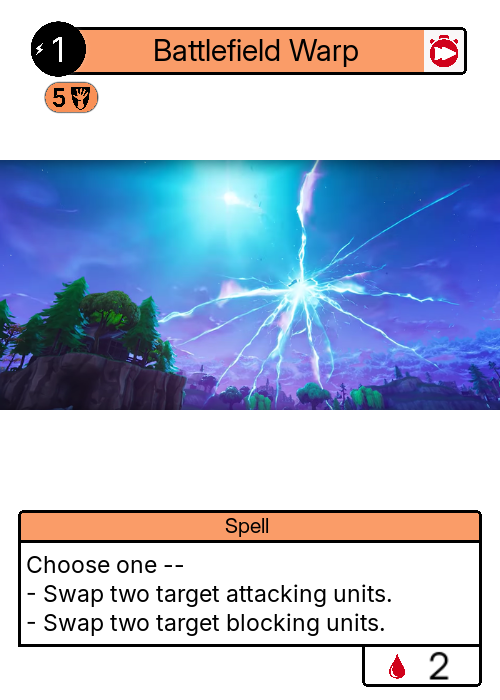 1
Battlefield Warp
5
Spell
Choose one --
- Swap two target attacking units.
- Swap two target blocking units.
2